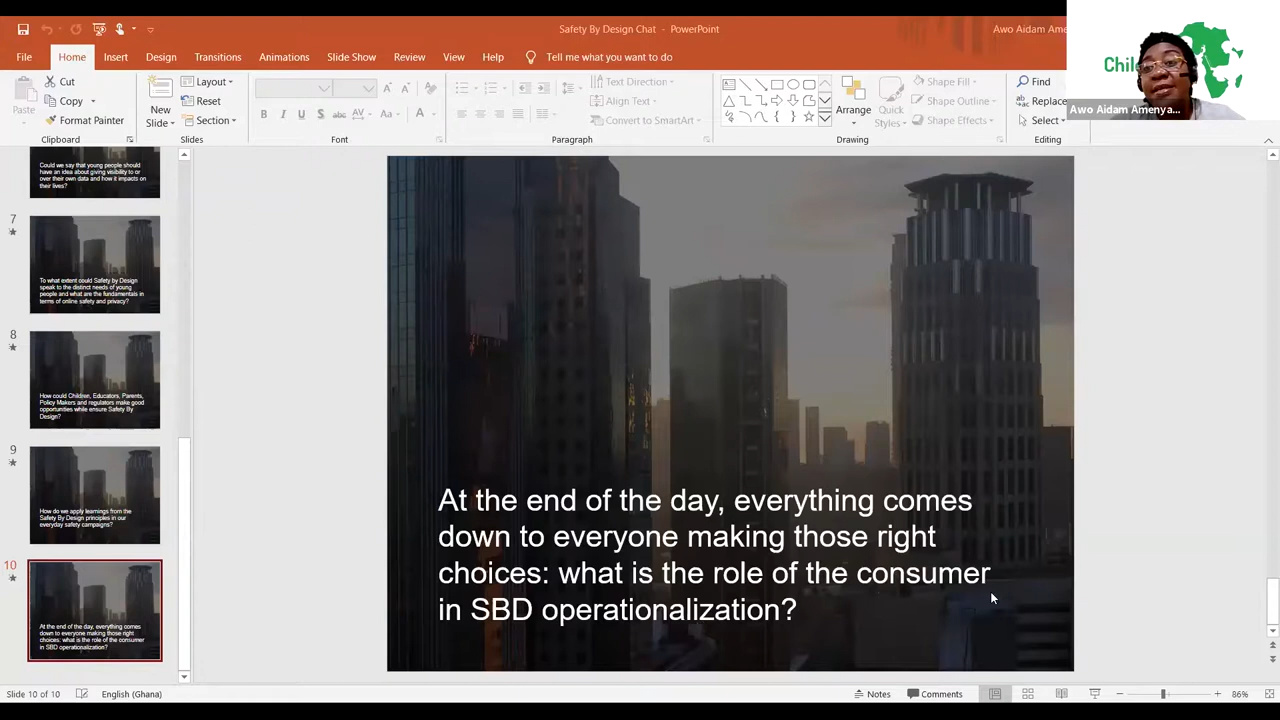 Safety By Design Chat - PowerPoint
Awo Aidam Ame
File
Home
Insert
Design
Transitions
Animations
Slide Show
Review
View
Help
Tell me what you want to do
Cut
Copy
Format Painter
Paste
Clipboard
New
Slide
Layout
Reset
Section
Slides
Font
Text Direction
Align Text
Convert to SmartArt
Paragraph
Arrange
Quick
Styles
Shape Fill
Shape Outline
Shape Effects
Drawing
Find
Replace
Select
Editing
Awo Aidam Amenya...
Could we say that young people should
have an idea about giving visibility to or
over their own data and how it impacts on
their lives?
7
To what extent could Safety by Design
speak to the distinct needs of young
people and what are the fundamentals in
terms of online safety and privacy?
8
How could Children, Educators, Parents,
Policy Makers and regulators make good
opportunities while ensure Safety By
Design?
9
How do we apply learnings from the
Safety By Design principles in our
everyday safety campaigns?
10
At the end of the day, everything comes
down to everyone making those right
choices: what is the role of the consumer
in SBD operationalization?
At the end of the day, everything comes
down to everyone making those right
choices: what is the role of the consumer
in SBD operationalization?
Slide 10 of 10
English (Ghana)
Notes
Comments
86%